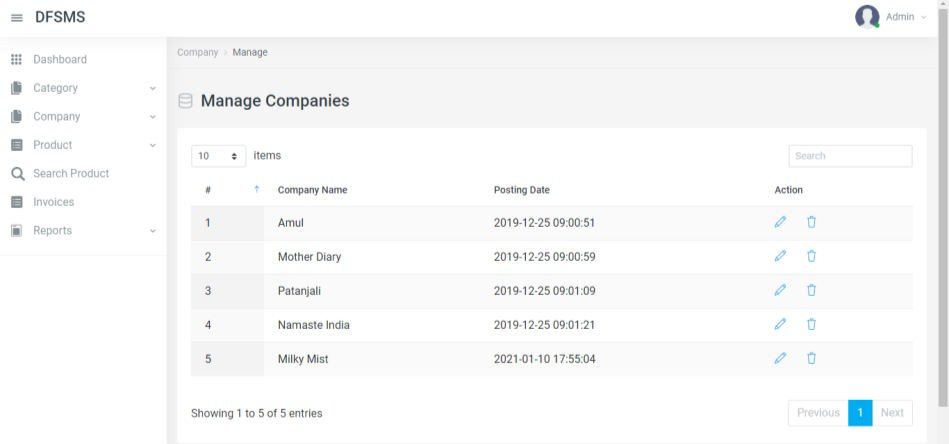 DFSMS
Admin
Dashboard
Category
Company
Product
Search Product
Invoices
Reports
Company > Manage
Manage Companies
10 items
Search
# ↑ Company Name Posting Date Action
1 Amul 2019-12-25 09:00:51
2 Mother Diary 2019-12-25 09:00:59
3 Patanjali 2019-12-25 09:01:09
4 Namaste India 2019-12-25 09:01:21
5 Milky Mist 2021-01-10 17:55:04
Showing 1 to 5 of 5 entries
Previous 1 Next